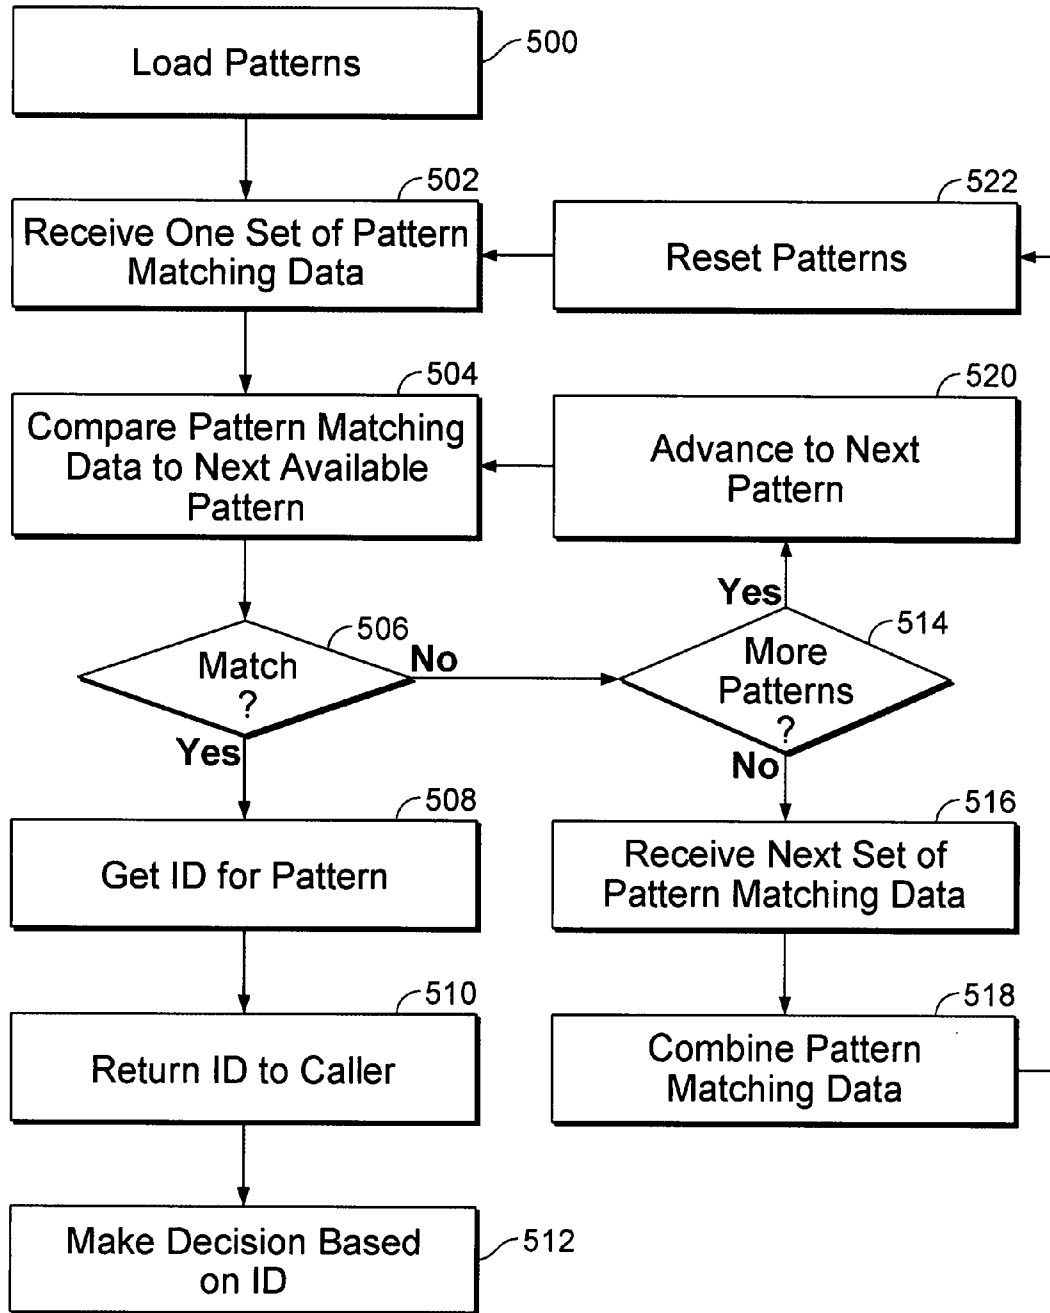 Load Patterns
500
502
Receive One Set of Pattern
Matching Data
522
Reset Patterns
504
Compare Pattern Matching
Data to Next Available
Pattern
520
Advance to Next
Pattern
506
Match
?
No
Yes
514
More
Patterns
?
Yes
No
508
Get ID for Pattern
516
Receive Next Set of
Pattern Matching Data
510
Return ID to Caller
518
Combine Pattern
Matching Data
Make Decision Based
on ID
512